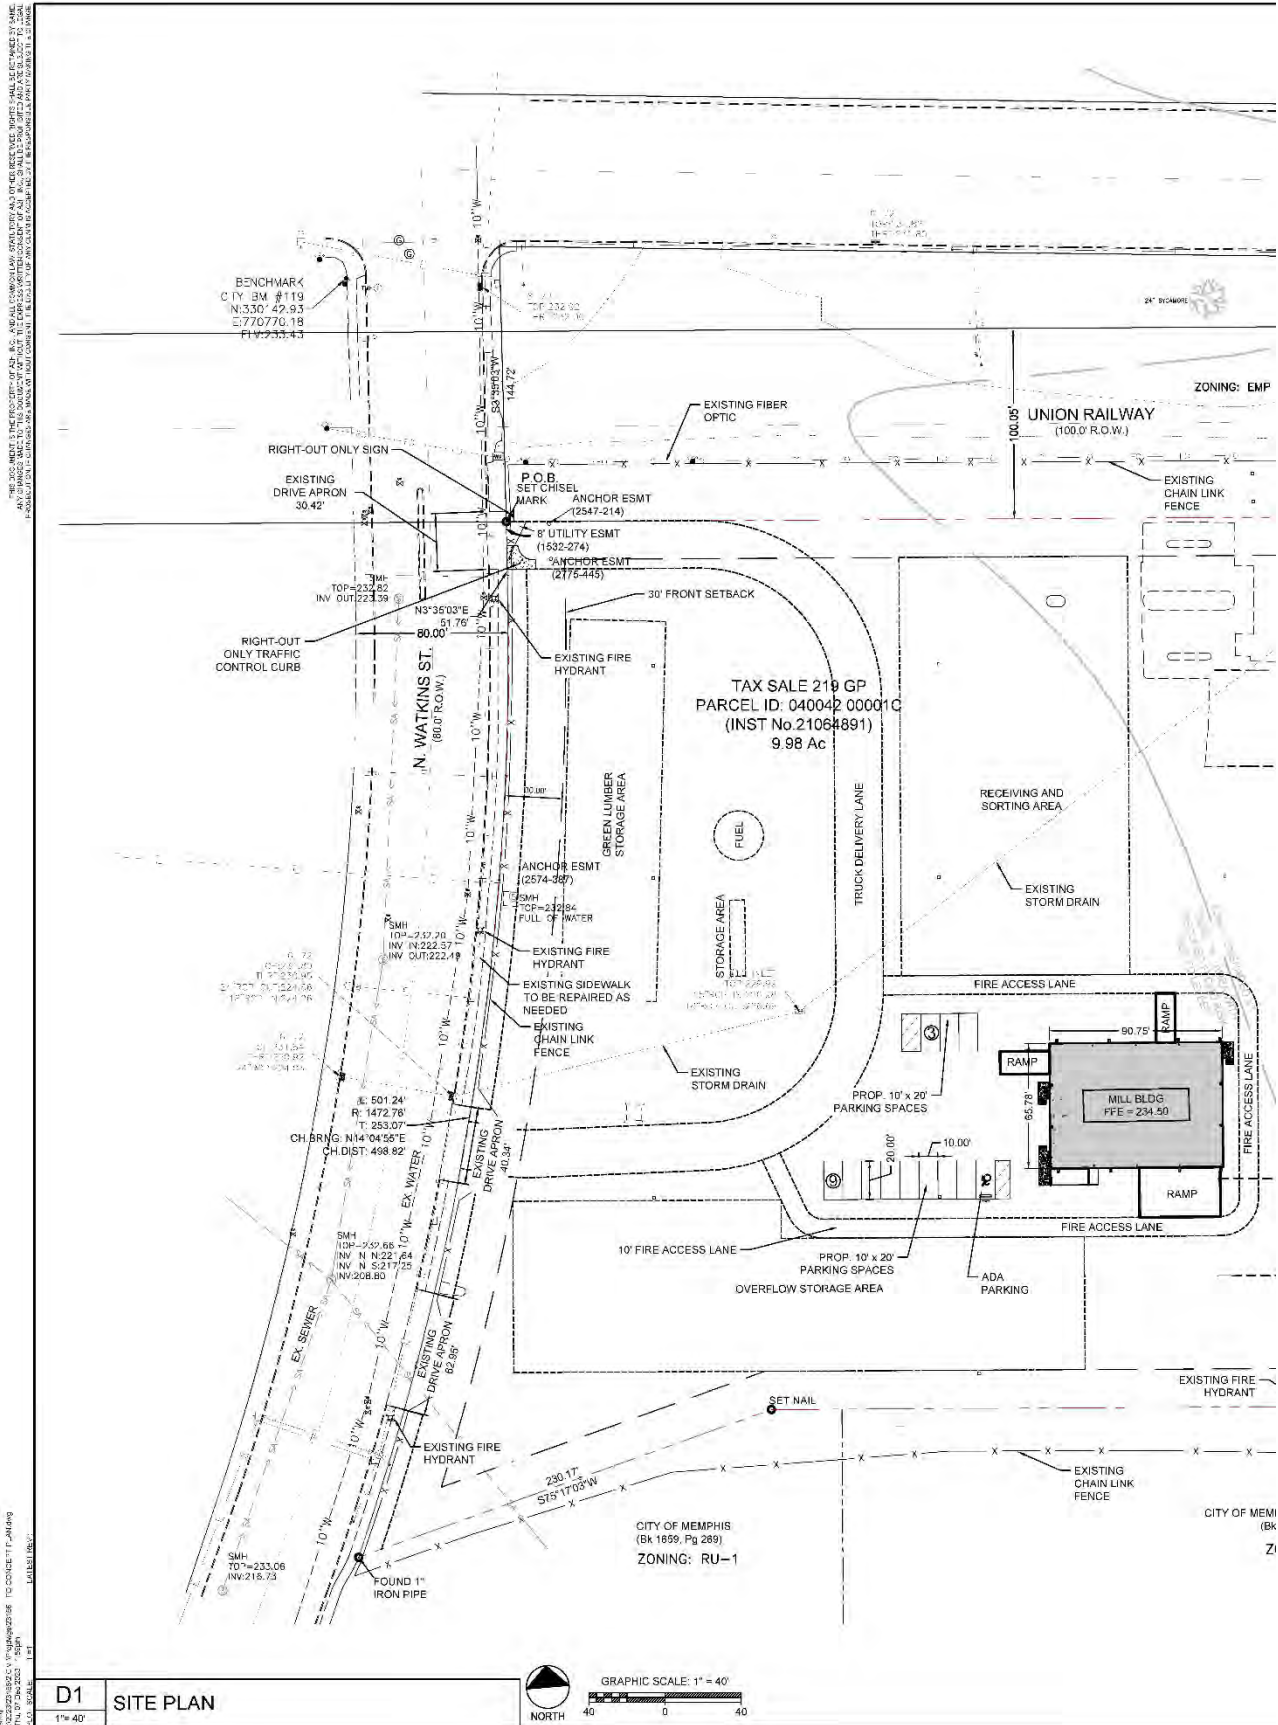 BENCHMARK
CITY BM #119
E:770770.18
24" SYCAMORE
ZONING: EMP
UNION RAILWAY
(100.0' R.O.W.)
100.05'
S3°35'03"W
144.72'
EXISTING FIBER
OPTIC
RIGHT-OUT ONLY SIGN
EXISTING
DRIVE APRON
30.42'
P.O.B.
SET CHISEL
MARK
ANCHOR ESMT
(2547-214)
8' UTILITY ESMT
(1532-274)
ANCHOR ESMT
(2775-445)
EXISTING
CHAIN LINK
FENCE
SMH
TOP=232.82
INV OUT:223.39
N3°35'03"E
51.76'
80.00'
30' FRONT SETBACK
RIGHT-OUT
ONLY TRAFFIC
CONTROL CURB
EXISTING FIRE
HYDRANT
N. WATKINS ST.
(80.0' R.O.W.)
10"W
TAX SALE 219 GP
PARCEL ID: 040042 00001C
(INST No.21064891)
9.98 Ac
GREEN LUMBER
STORAGE AREA
FUEL
STORAGE AREA
TRUCK DELIVERY LANE
RECEIVING AND
SORTING AREA
EXISTING
STORM DRAIN
ANCHOR ESMT
(2574-387)
SMH
TOP=232.84
FULL OF WATER
SMH
TOP=232.20
INV IN:222.57
INV OUT:222.49
EXISTING FIRE
HYDRANT
EXISTING SIDEWALK
TO BE REPAIRED AS
NEEDED
EXISTING
CHAIN LINK
FENCE
FIRE ACCESS LANE
3
90.75'
RAMP
RAMP
65.78'
MILL BLDG
FFE = 234.50
FIRE ACCESS LANE
EXISTING
STORM DRAIN
PROP. 10' x 20'
PARKING SPACES
501.24'
R: 1472.76'
T: 253.07'
CH.BRNG: N14°04'55"E
CH.DIST: 498.82'
EXISTING
DRIVE APRON
40.34'
20.00'
10.00'
9
RAMP
EX. WATER
FIRE ACCESS LANE
10' FIRE ACCESS LANE
PROP. 10' x 20'
PARKING SPACES
OVERFLOW STORAGE AREA
ADA
PARKING
SMH
TOP=232.66
INV:208.80
EX. SEWER
EXISTING
DRIVE APRON
62.95'
EXISTING FIRE
HYDRANT
SET NAIL
EXISTING FIRE
HYDRANT
230.17'
S75°17'03"W
EXISTING
CHAIN LINK
FENCE
CITY OF MEMPHIS
(Bk 1659, Pg 269)
ZONING: RU-1
CITY OF MEM
(Bk
SMH
TOP=233.06
INV:216.73
FOUND 1"
IRON PIPE
D1
1"= 40'
SITE PLAN
NORTH
GRAPHIC SCALE: 1" = 40'
40 0 40